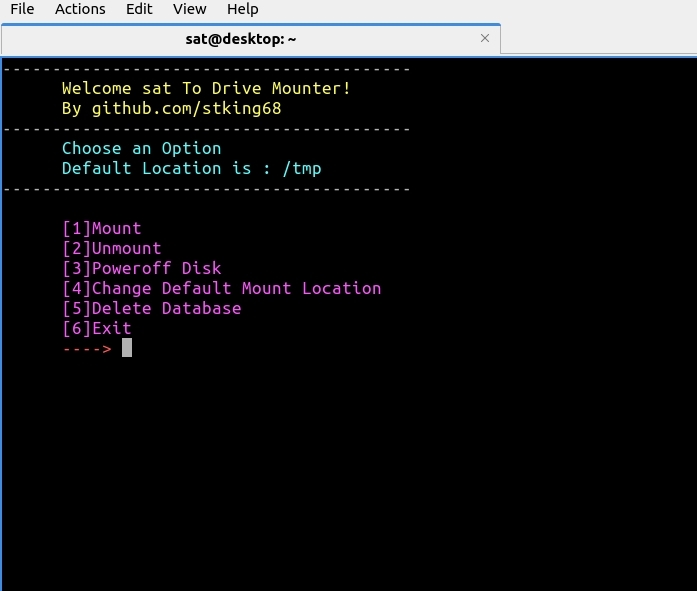 File Actions Edit View Help
sat@desktop: ~ ×
-----------------------------------------
Welcome sat To Drive Mounter!
By github.com/stking68
-----------------------------------------
Choose an Option
Default Location is : /tmp
-----------------------------------------
[1]Mount
[2]Unmount
[3]Poweroff Disk
[4]Change Default Mount Location
[5]Delete Database
[6]Exit
---->